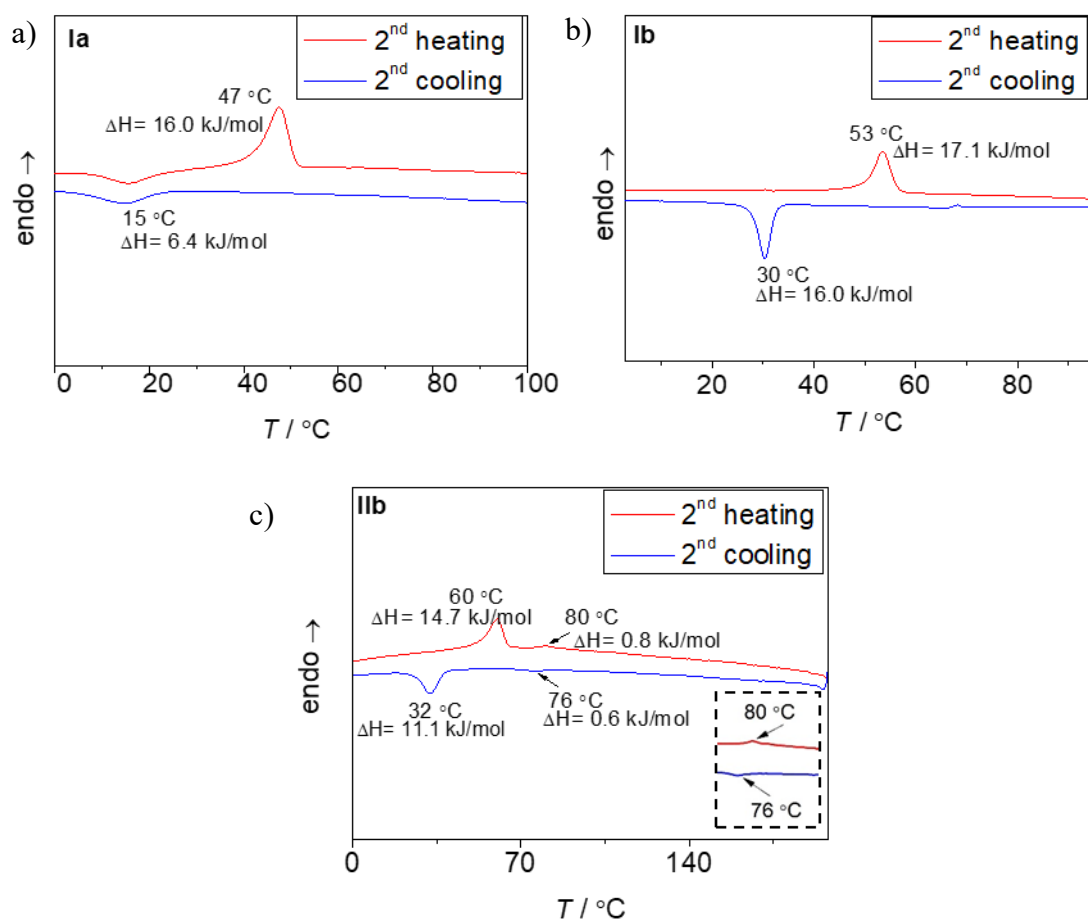 a)
Ia
2nd heating
2nd cooling
47 °C
ΔH= 16.0 kJ/mol
15 °C
ΔH= 6.4 kJ/mol
endo →
0 20 40 60 80 100
T / °C
b)
Ib
2nd heating
2nd cooling
53 °C
ΔH= 17.1 kJ/mol
30 °C
ΔH= 16.0 kJ/mol
endo →
20 40 60 80
T / °C
c)
IIb
2nd heating
2nd cooling
60 °C
ΔH= 14.7 kJ/mol
80 °C
ΔH= 0.8 kJ/mol
32 °C
ΔH= 11.1 kJ/mol
76 °C
ΔH= 0.6 kJ/mol
80 °C
76 °C
endo →
0 70 140
T / °C